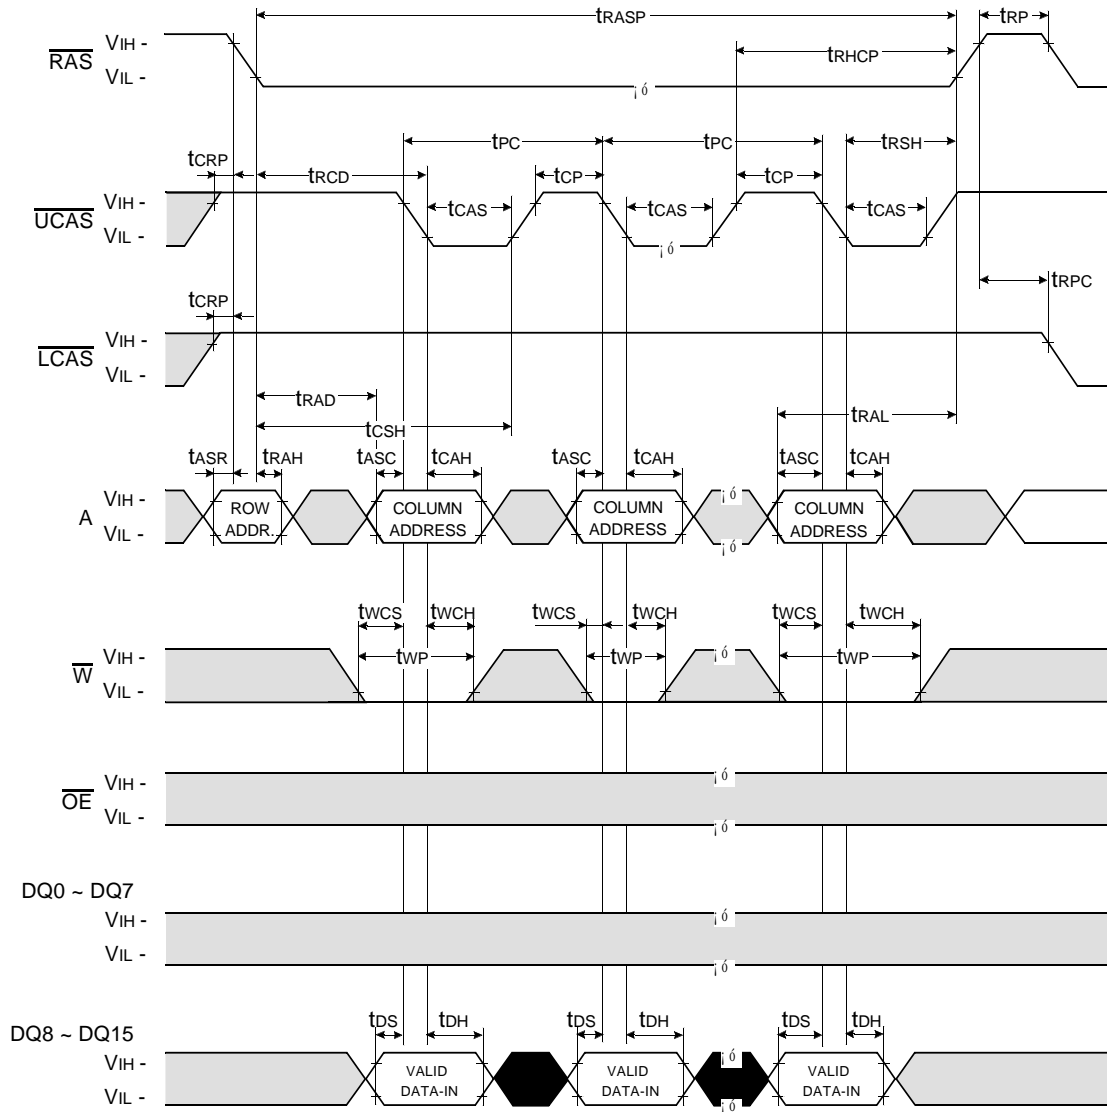 tRASP tRP
RAS VIH -
tRHCP
VIL -
¡ó
tPC tPC tRSH
tCRP tRCD tCP tCP
UCAS VIH -
tCAS tCAS tCAS
VIL -
¡ó
tRPC
tCRP
LCAS VIH -
VIL -
tRAD tRAL
tCSH
tASR tRAH tASC tCAH tASC tCAH tASC tCAH
A VIH -
ROW ADDR. COLUMN ADDRESS COLUMN ADDRESS ¡ó COLUMN ADDRESS
VIL -
¡ó
tWCS tWCH tWCS tWCH tWCS tWCH
W VIH -
tWP tWP ¡ó tWP
VIL -
OE VIH - ¡ó
VIL - ¡ó
DQ0 ~ DQ7
VIH - ¡ó
VIL - ¡ó
DQ8 ~ DQ15
tDS tDH tDS tDH tDS tDH
VIH - ¡ó
VALID DATA-IN VALID DATA-IN VALID DATA-IN
VIL - ¡ó